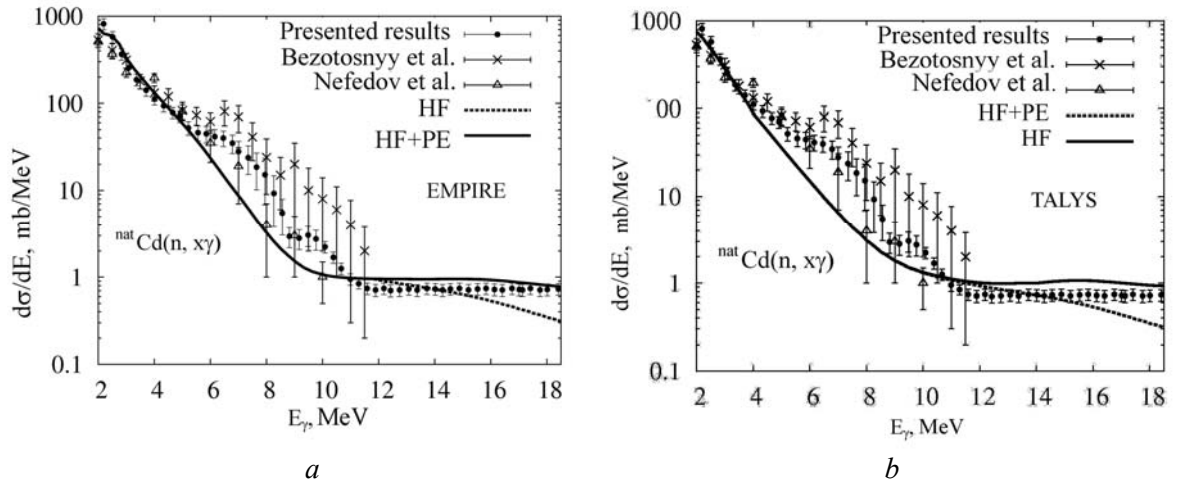 1000
100
10
1
0.1
dσ/dE, mb/MeV
Presented results
Bezotosnyy et al.
Nefedov et al.
HF
HF+PE
EMPIRE
natCd(n, xγ)
2 4 6 8 10 12 14 16 18
Eγ, MeV
a
1000
00
10
1
0.1
dσ/dE, mb/MeV
Presented results
Bezotosnyy et al.
Nefedov et al.
HF+PE
HF
TALYS
natCd(n, xγ)
2 4 6 8 10 12 14 16 18
Eγ, MeV
b